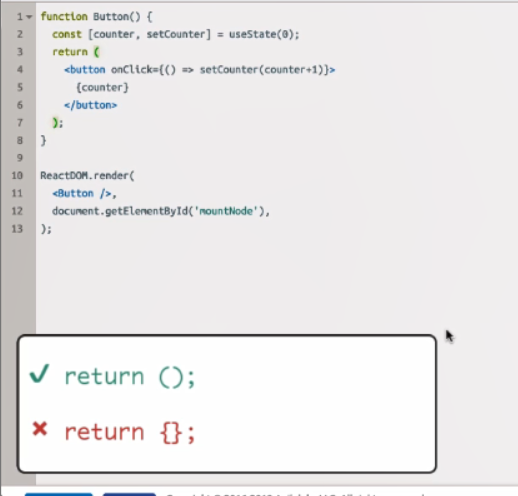 1 function Button() {
2 const [counter, setCounter] = useState(0);
3 return (
4 <button onClick={() => setCounter(counter+1)}>
5 {counter}
6 </button>
7 );
8 }
9
10 ReactDOM.render(
11 <Button />,
12 document.getElementById('mountNode'),
13 );
✓ return ();
✖ return {};